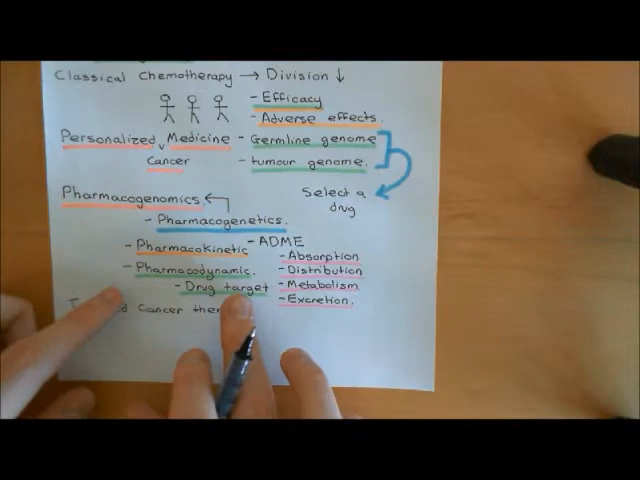 Classical Chemotherapy → Division ↓
- Efficacy
- Adverse effects.
Personalized ᵥ Medicine
Cancer
- Germline genome
- tumour genome.
Select a
drug
Pharmacogenomics ←
- Pharmacogenetics.
- Pharmacokinetic - ADME
- Absorption
- Distribution
- Metabolism
- Excretion.
- Pharmacodynamic.
- Drug target
Cancer